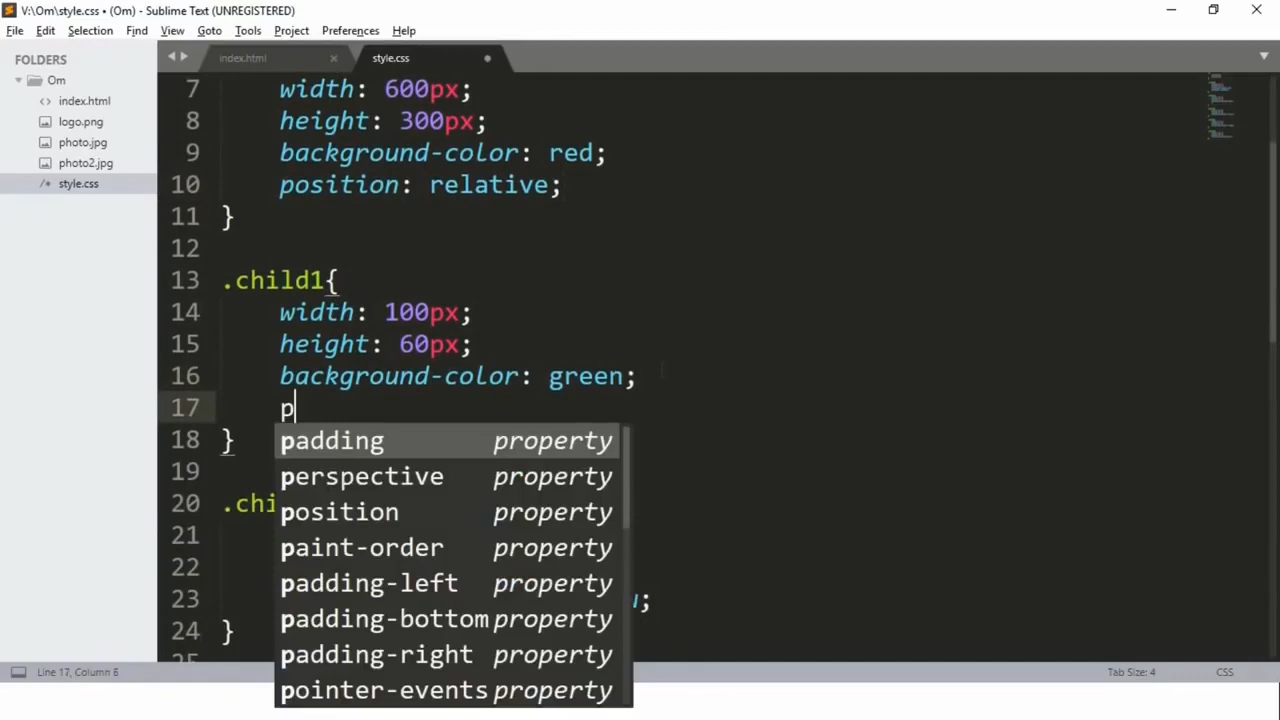 V:\Om\style.css • (Om) - Sublime Text (UNREGISTERED)
File Edit Selection Find View Goto Tools Project Preferences Help
FOLDERS
Om
index.html
logo.png
photo.jpg
photo2.jpg
style.css
index.html style.css
7 width: 600px;
8 height: 300px;
9 background-color: red;
10 position: relative;
11 }
12
13 .child1{
14 width: 100px;
15 height: 60px;
16 background-color: green;
17 p
18 }
19
20 .chi
21
22
23 ;
24 }
25
padding property
perspective property
position property
paint-order property
padding-left property
padding-bottom property
padding-right property
pointer-events property
Line 17, Column 6 Tab Size: 4 CSS